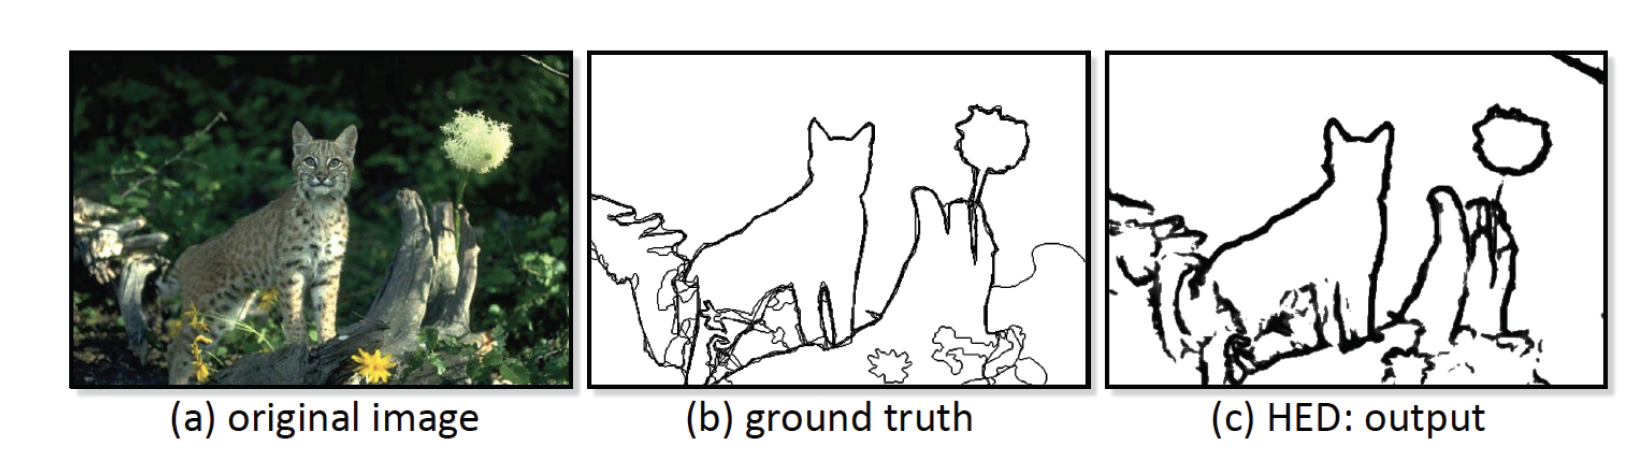 (a) original image
(b) ground truth
(c) HED: output